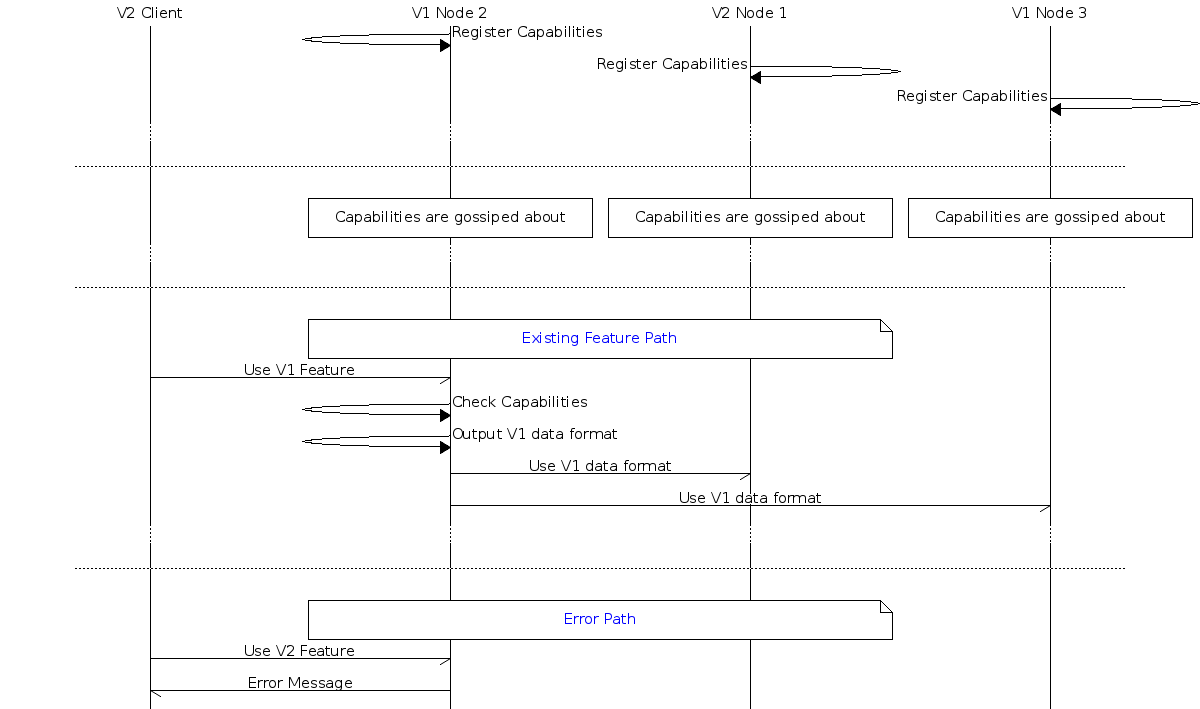 V2 Client
V1 Node 2
V2 Node 1
V1 Node 3
Register Capabilities
Register Capabilities
Register Capabilities
Capabilities are gossiped about
Capabilities are gossiped about
Capabilities are gossiped about
Existing Feature Path
Use V1 Feature
Check Capabilities
Output V1 data format
Use V1 data format
Use V1 data format
Error Path
Use V2 Feature
Error Message